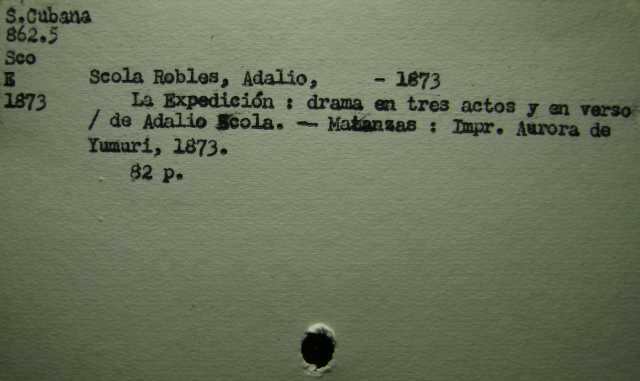 S.Cubana
862.5
Sco
E
1873
Scola Robles, Adalio, - 1873
La Expedición : drama en tres actos y en verso
/ de Adalio Scola. — Matanzas : Impr. Aurora de
Yumuri, 1873.
82 p.